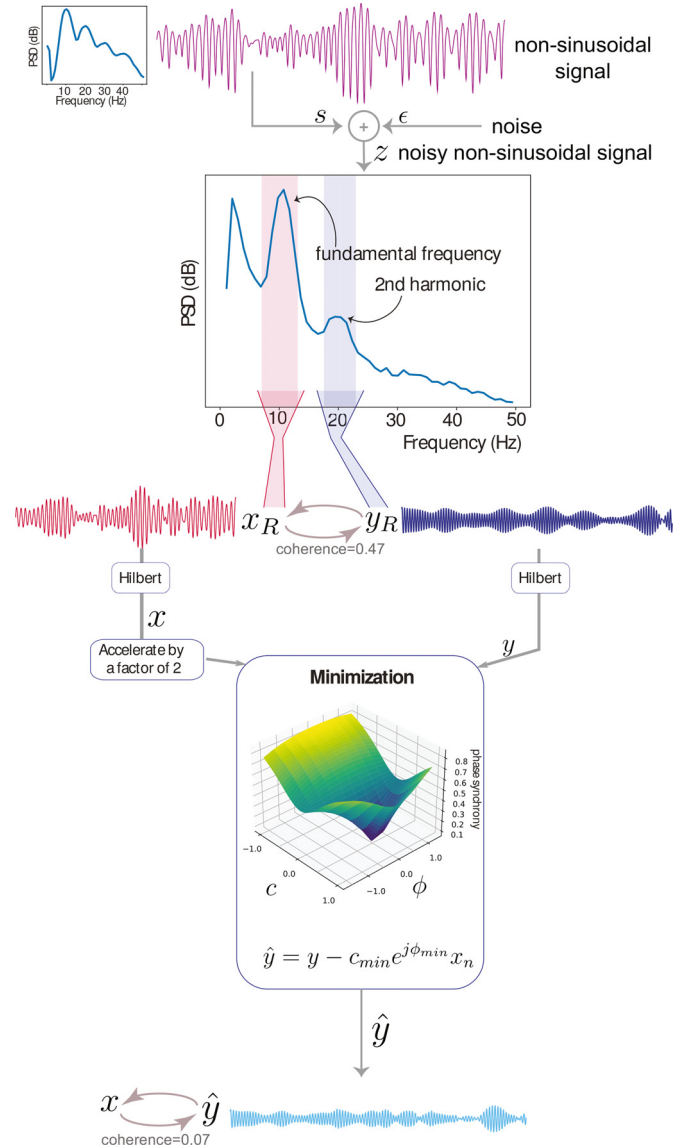 PSD (dB)
10 20 30 40
Frequency (Hz)
non-sinusoidal
signal
s
+
ϵ
noise
z noisy non-sinusoidal signal
PSD (dB)
fundamental frequency
2nd harmonic
0 10 20 30 40 50
Frequency (Hz)
x_R
y_R
coherence=0.47
Hilbert
Hilbert
x
y
Accelerate by
a factor of 2
Minimization
phase synchrony
0.8
0.7
0.6
0.5
0.4
0.3
0.2
0.1
−1.0
0.0
1.0
c
−1.0
0.0
1.0
ϕ
ŷ = y − c_{min}e^{jϕ_{min}}x_n
ŷ
x
ŷ
coherence=0.07